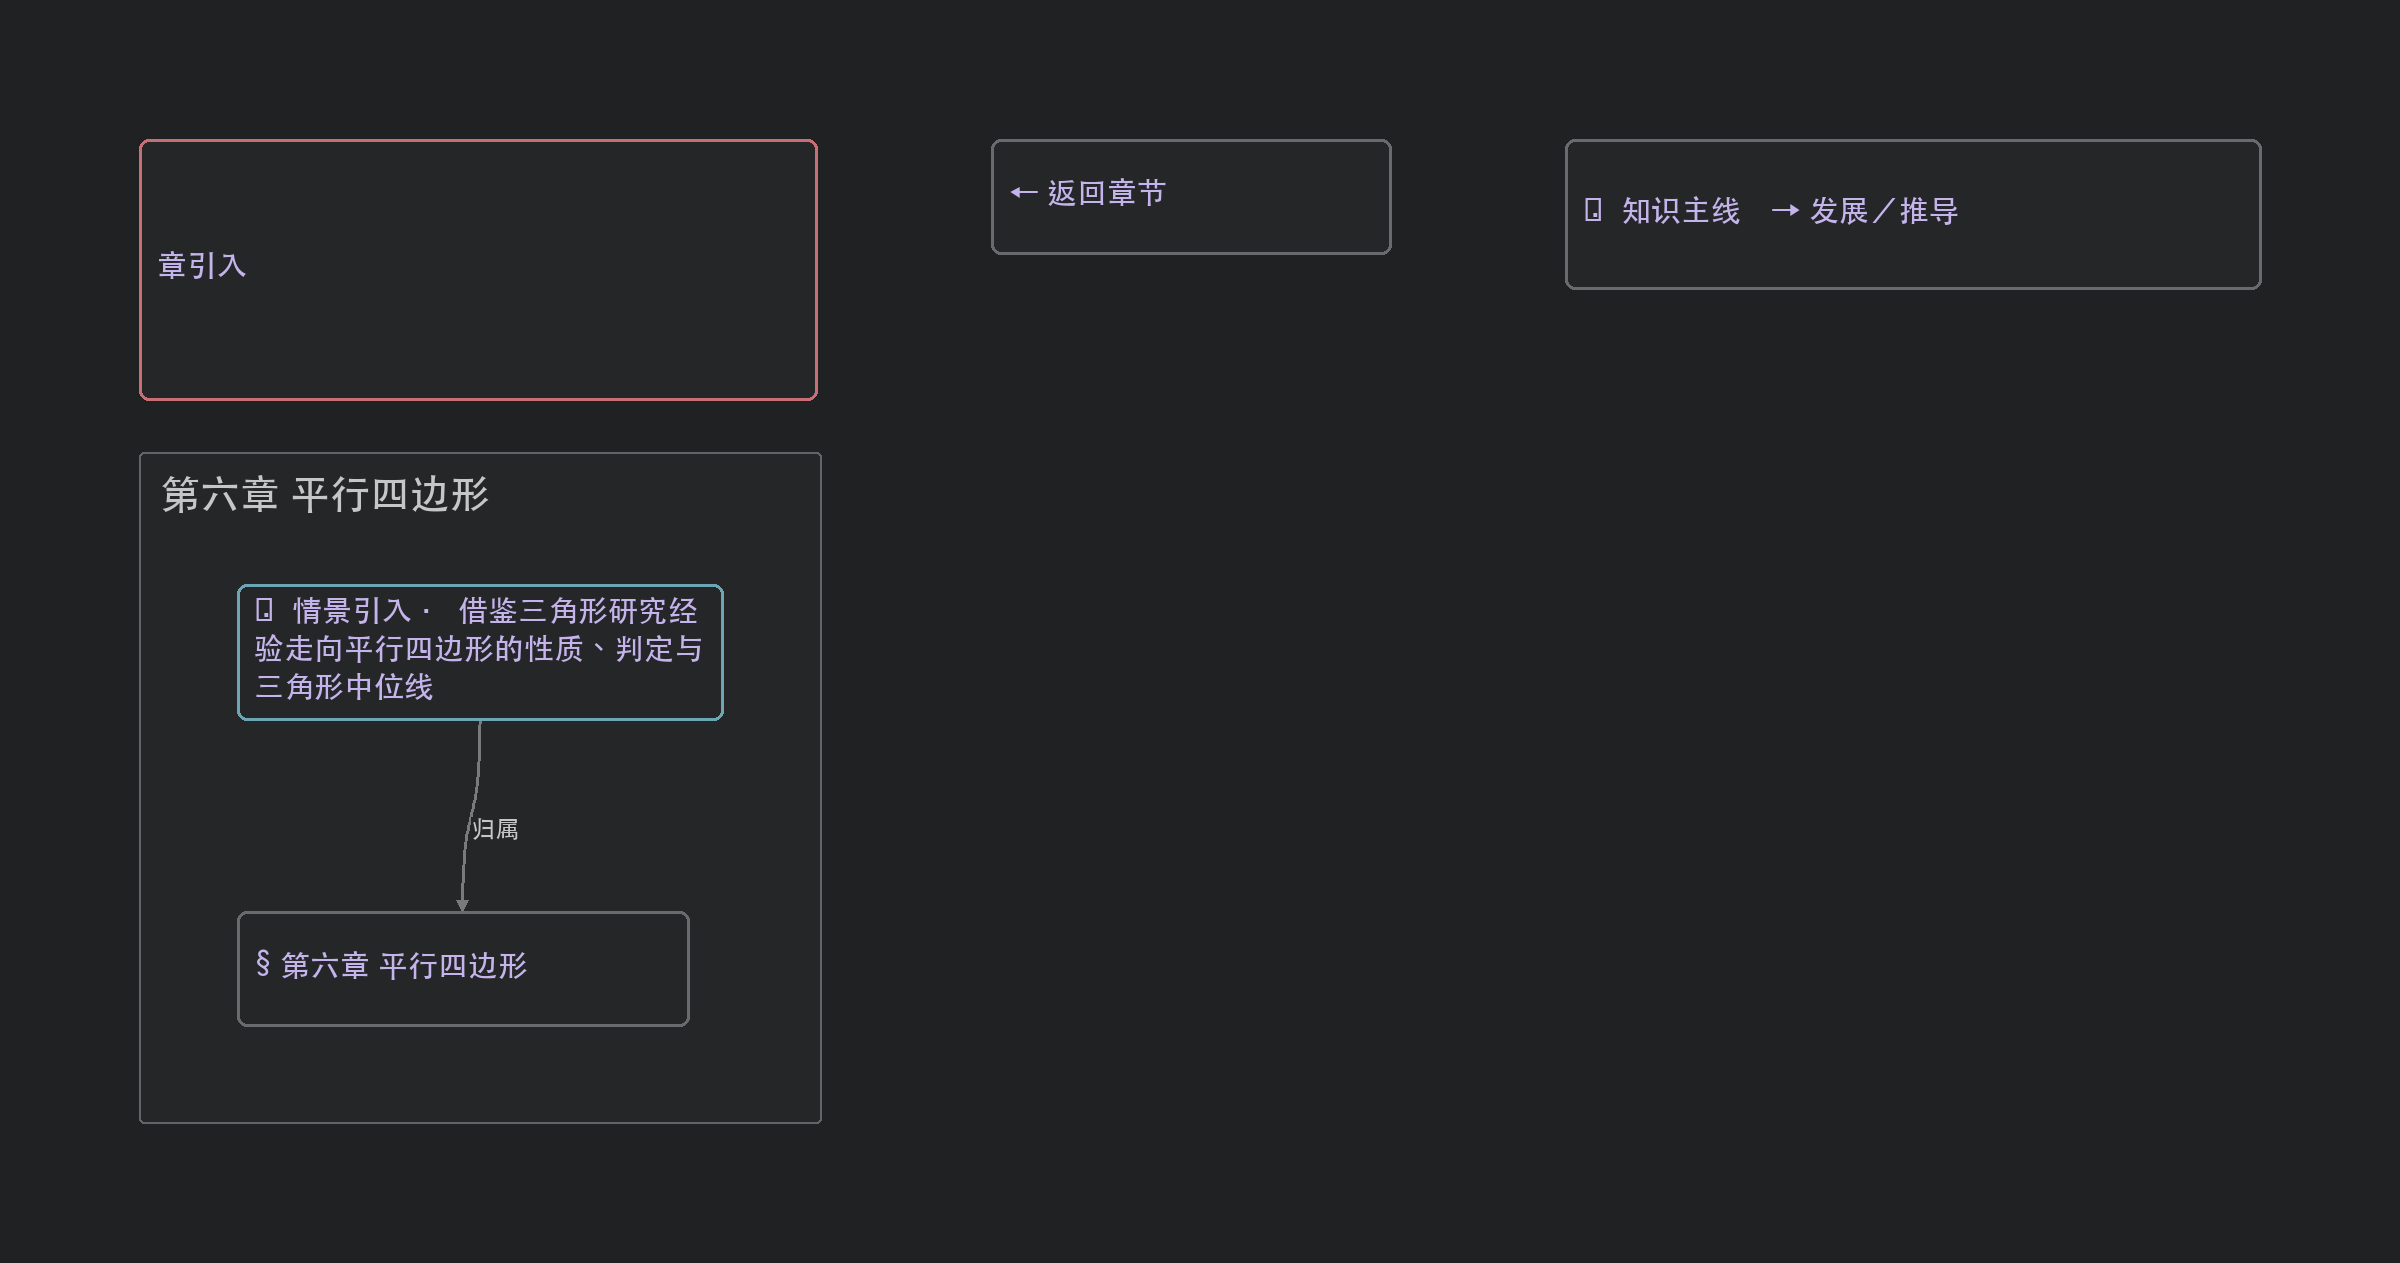 章引入
← 返回章节
知识主线 → 发展／推导
第六章 平行四边形
情景引入 · 借鉴三角形研究经
验走向平行四边形的性质、判定与
三角形中位线
归属
§ 第六章 平行四边形